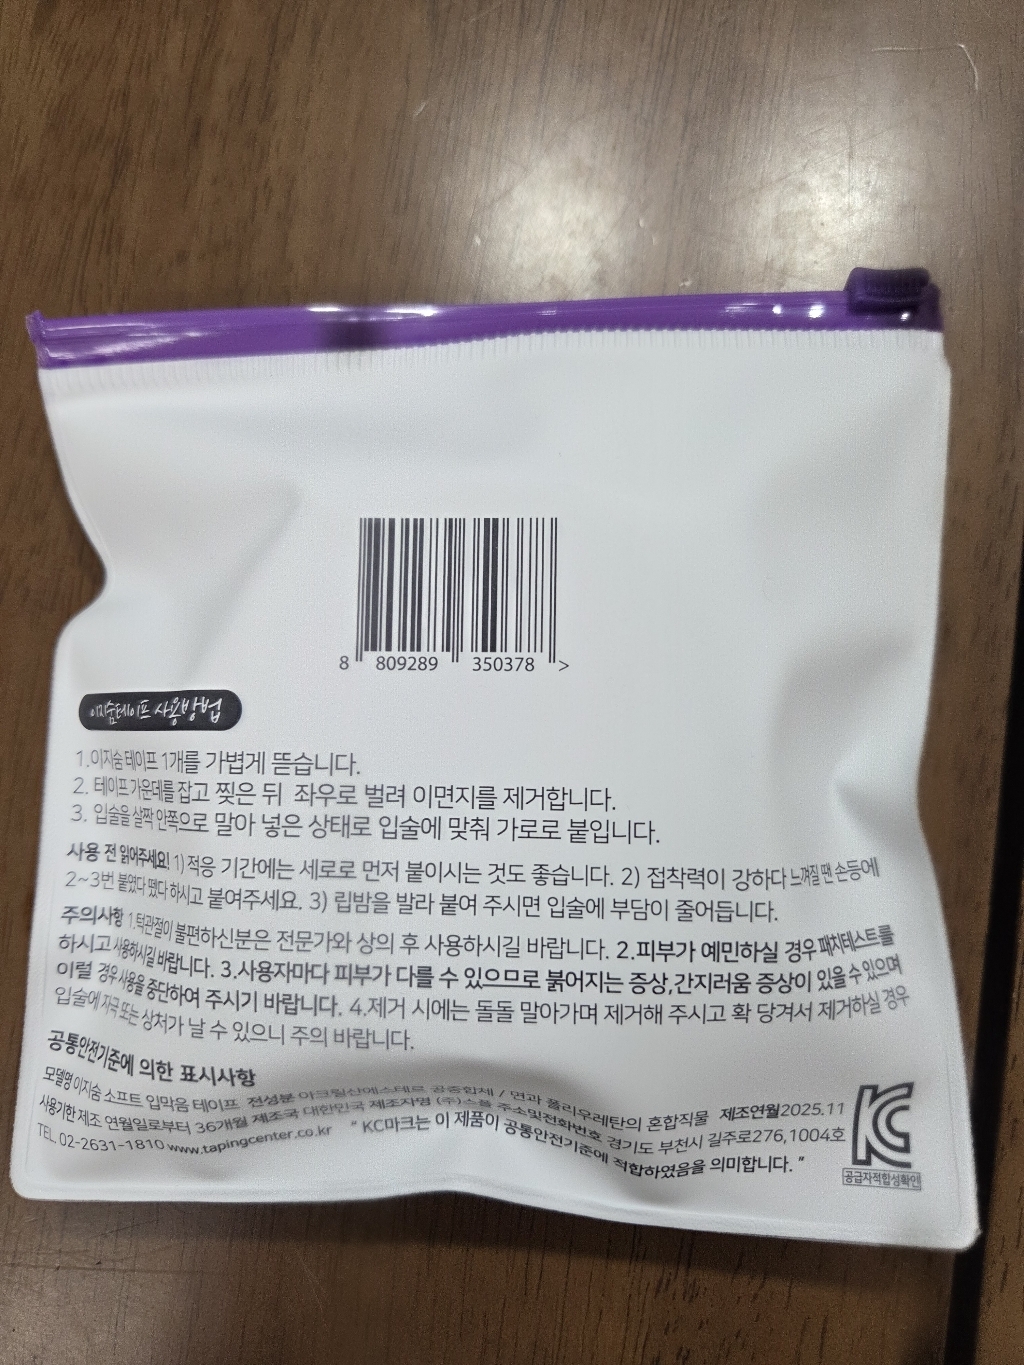 8 809289 350378 >
이지숨테이프 사용방법
1.이지숨테이프 1개를 가볍게 뜯습니다.
2. 테이프 가운데를 잡고 찢은 뒤 좌우로 벌려 이면지를 제거합니다.
3. 입술을 살짝 안쪽으로 말아 넣은 상태로 입술에 맞춰 가로로 붙입니다.
사용 전 읽어주세요! 1) 적응 기간에는 세로로 먼저 붙이시는 것도 좋습니다. 2) 접착력이 강하다 느껴질 땐 손등에
2~3번 붙였다 뗐다 하시고 붙여주세요. 3) 립밤을 발라 붙여 주시면 입술에 부담이 줄어듭니다.
주의사항 1.턱관절이 불편하신분은 전문가와 상의 후 사용하시길 바랍니다. 2.피부가 예민하실 경우 패치테스트를
하시고 사용하시길 바랍니다. 3.사용자마다 피부가 다를 수 있으므로 붉어지는 증상,간지러움 증상이 있을 수 있으며
이럴 경우 사용을 중단하여 주시기 바랍니다. 4.제거 시에는 돌돌 말아가며 제거해 주시고 확 당겨서 제거하실 경우
입술에 자극 또는 상처가 날 수 있으니 주의 바랍니다.
공통안전기준에 의한 표시사항
모델명 이지숨 소프트 입막음 테이프 전성분 아크릴산에스테르 공중합체 / 면과 폴리우레탄의 혼합직물 제조연월2025.11
사용기한 제조 연월일로부터 36개월 제조국 대한민국 제조자명 (주)스플 주소및전화번호 경기도 부천시 길주로276,1004호
TEL 02-2631-1810 www.tapingcenter.co.kr " KC마크는 이 제품이 공통안전기준에 적합하였음을 의미합니다. "
KC
공급자적합성확인